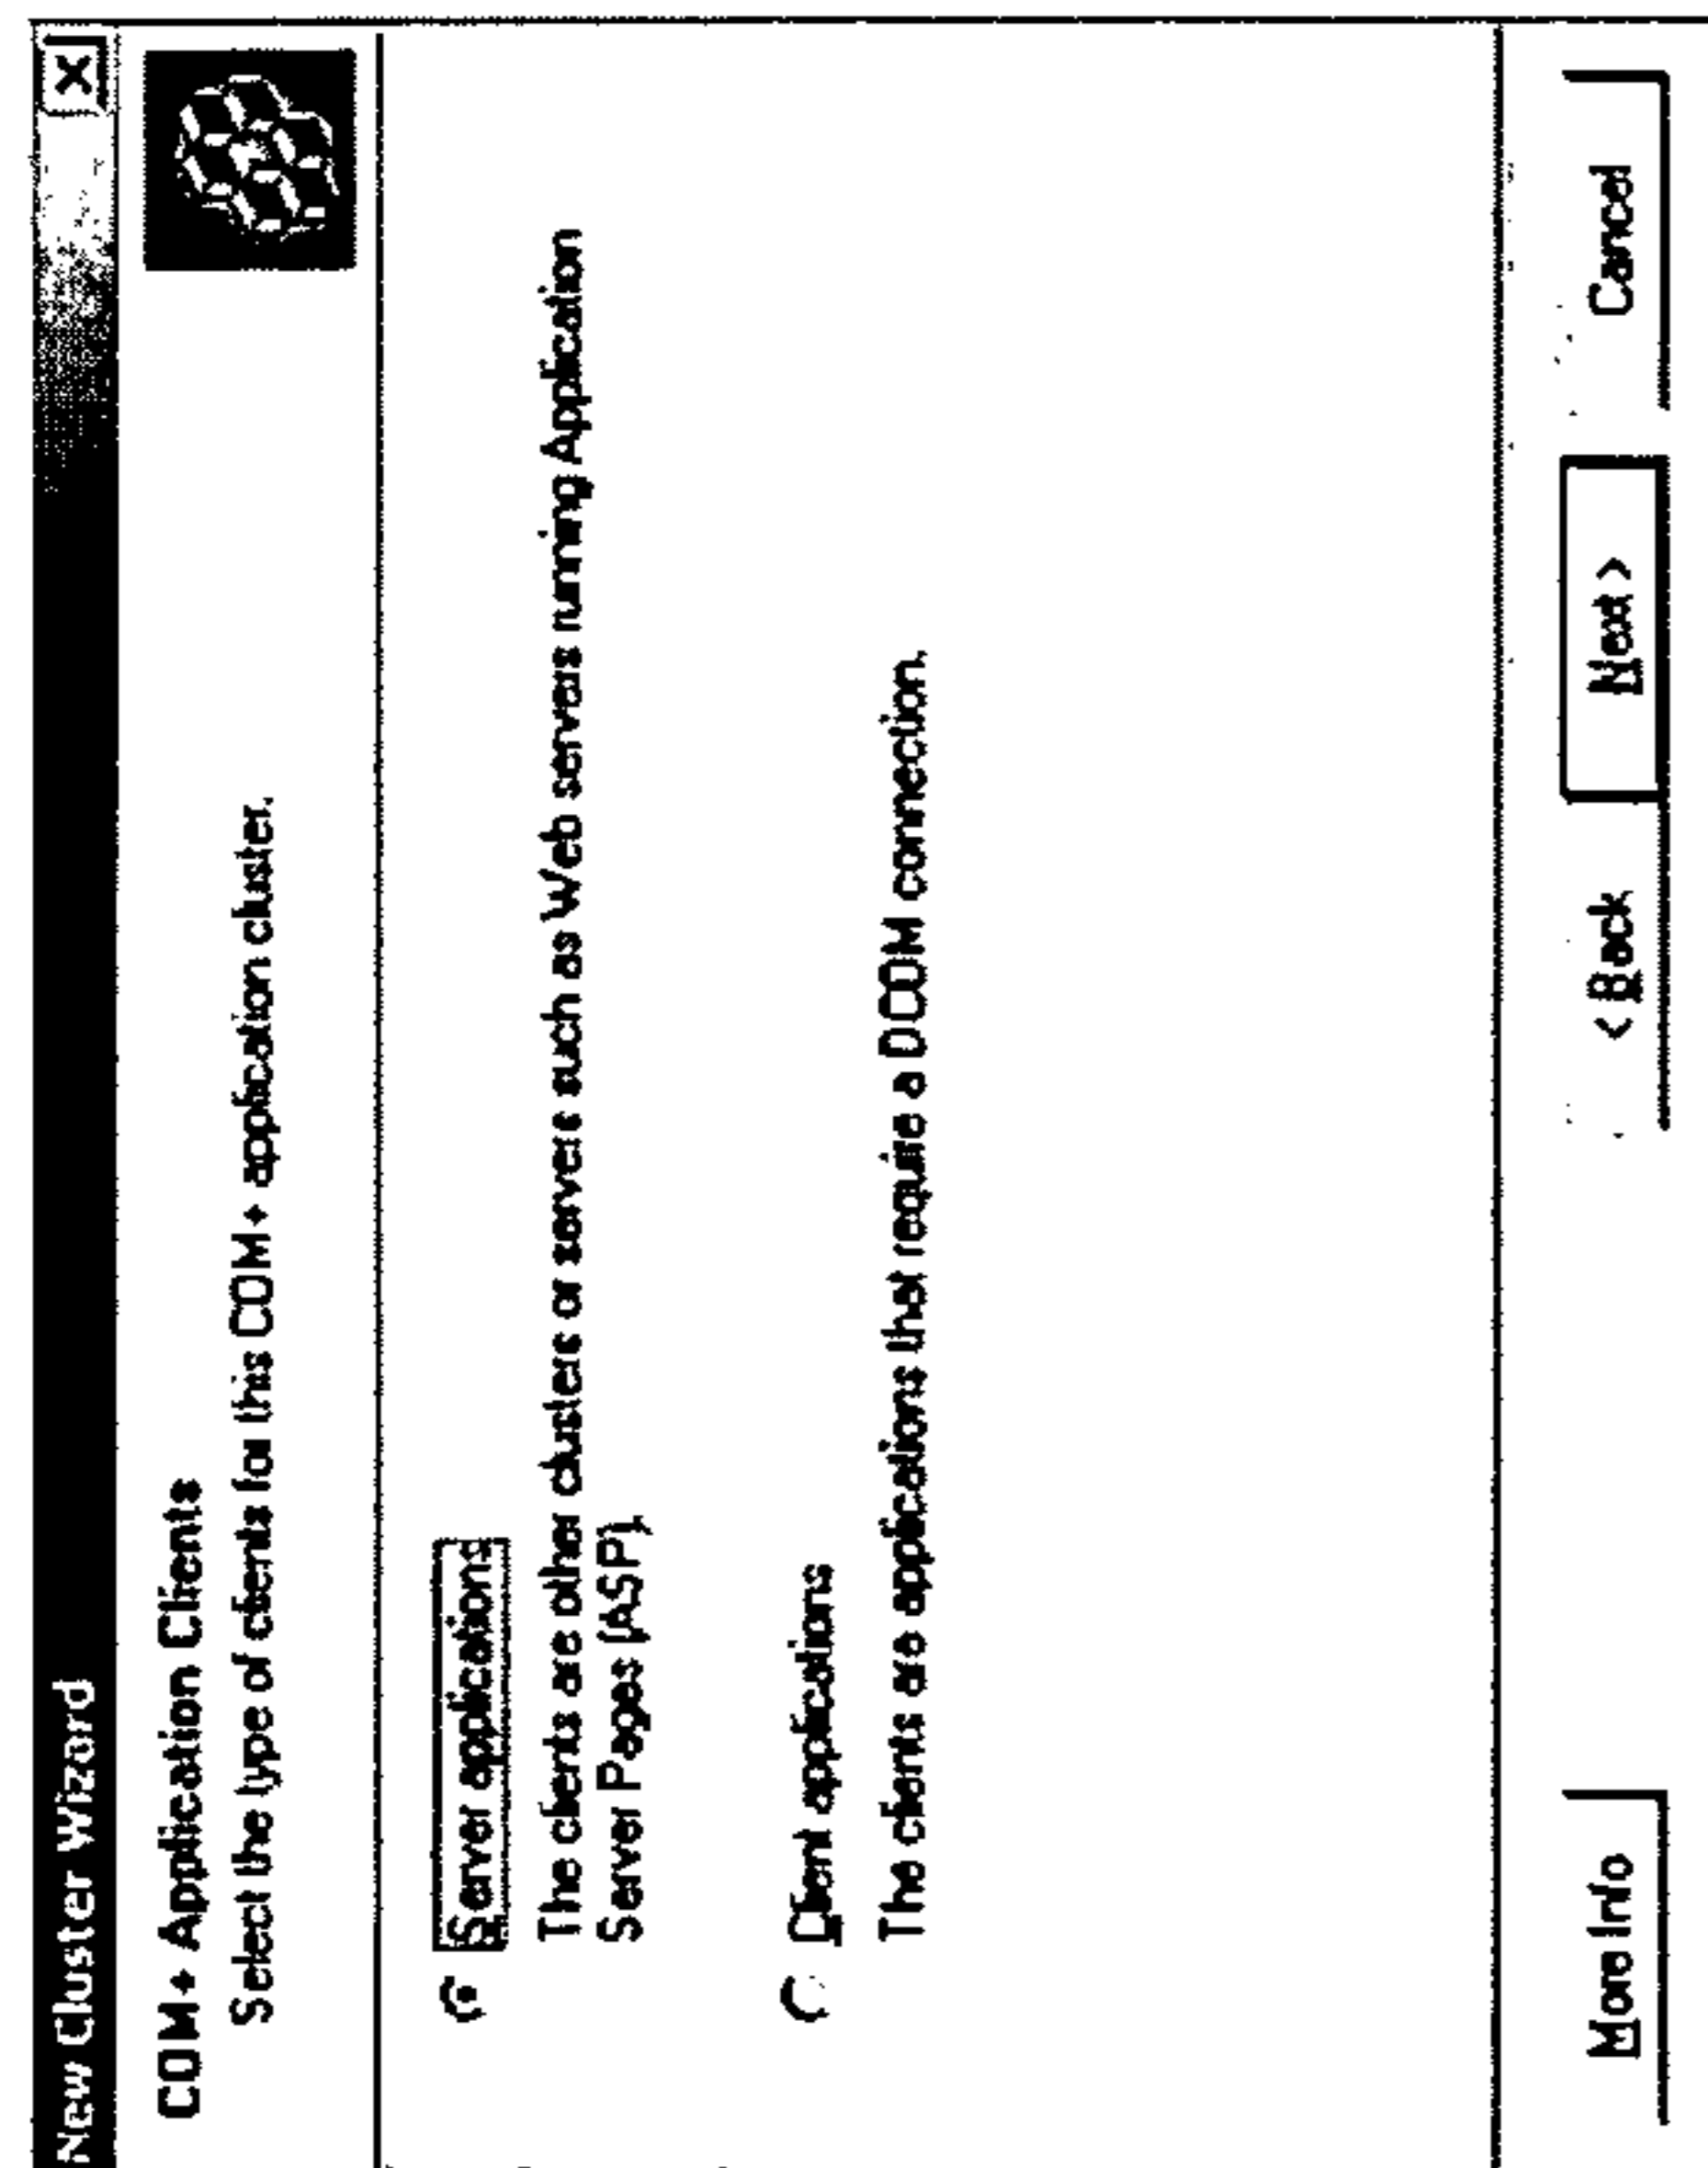 New Cluster Wizard
COM+ Application Clients
Select the type of clients for this COM+ application cluster.
Server applications
The clients are other clusters or servers such as Web servers running Application
Server Pages (ASP).
Client applications
The clients are applications that require a DCOM connection.
More Info
< Back
Next >
Cancel